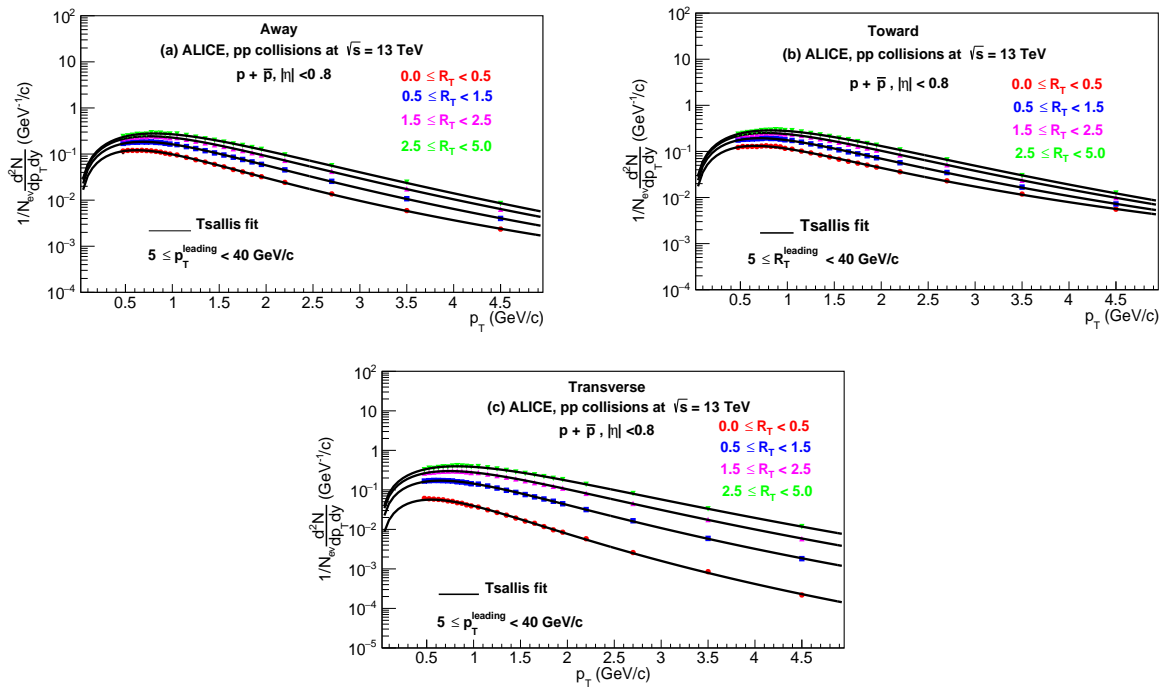 Away
(a) ALICE, pp collisions at √s = 13 TeV
p + p̅, |η| <0 .8
0.0 ≤ R_T < 0.5
0.5 ≤ R_T < 1.5
1.5 ≤ R_T < 2.5
2.5 ≤ R_T < 5.0
Tsallis fit
5 ≤ p_T^leading < 40 GeV/c
1/N_ev d²N/dp_Tdy (GeV⁻¹/c)
10²
10
1
10⁻¹
10⁻²
10⁻³
10⁻⁴
0.5 1 1.5 2 2.5 3 3.5 4 4.5
p_T (GeV/c)
Toward
(b) ALICE, pp collisions at √s = 13 TeV
p + p̅ , |η| < 0.8
0.0 ≤ R_T < 0.5
0.5 ≤ R_T < 1.5
1.5 ≤ R_T < 2.5
2.5 ≤ R_T < 5.0
Tsallis fit
5 ≤ R_T^leading < 40 GeV/c
1/N_ev d²N/dp_Tdy (GeV⁻¹/c)
10²
10
1
10⁻¹
10⁻²
10⁻³
10⁻⁴
0.5 1 1.5 2 2.5 3 3.5 4 4.5
p_T (GeV/c)
Transverse
(c) ALICE, pp collisions at √s = 13 TeV
p + p̅ , |η| <0.8
0.0 ≤ R_T < 0.5
0.5 ≤ R_T < 1.5
1.5 ≤ R_T < 2.5
2.5 ≤ R_T < 5.0
Tsallis fit
5 ≤ p_T^leading < 40 GeV/c
1/N_ev d²N/dp_Tdy (GeV⁻¹/c)
10²
10
1
10⁻¹
10⁻²
10⁻³
10⁻⁴
10⁻⁵
0.5 1 1.5 2 2.5 3 3.5 4 4.5
p_T (GeV/c)